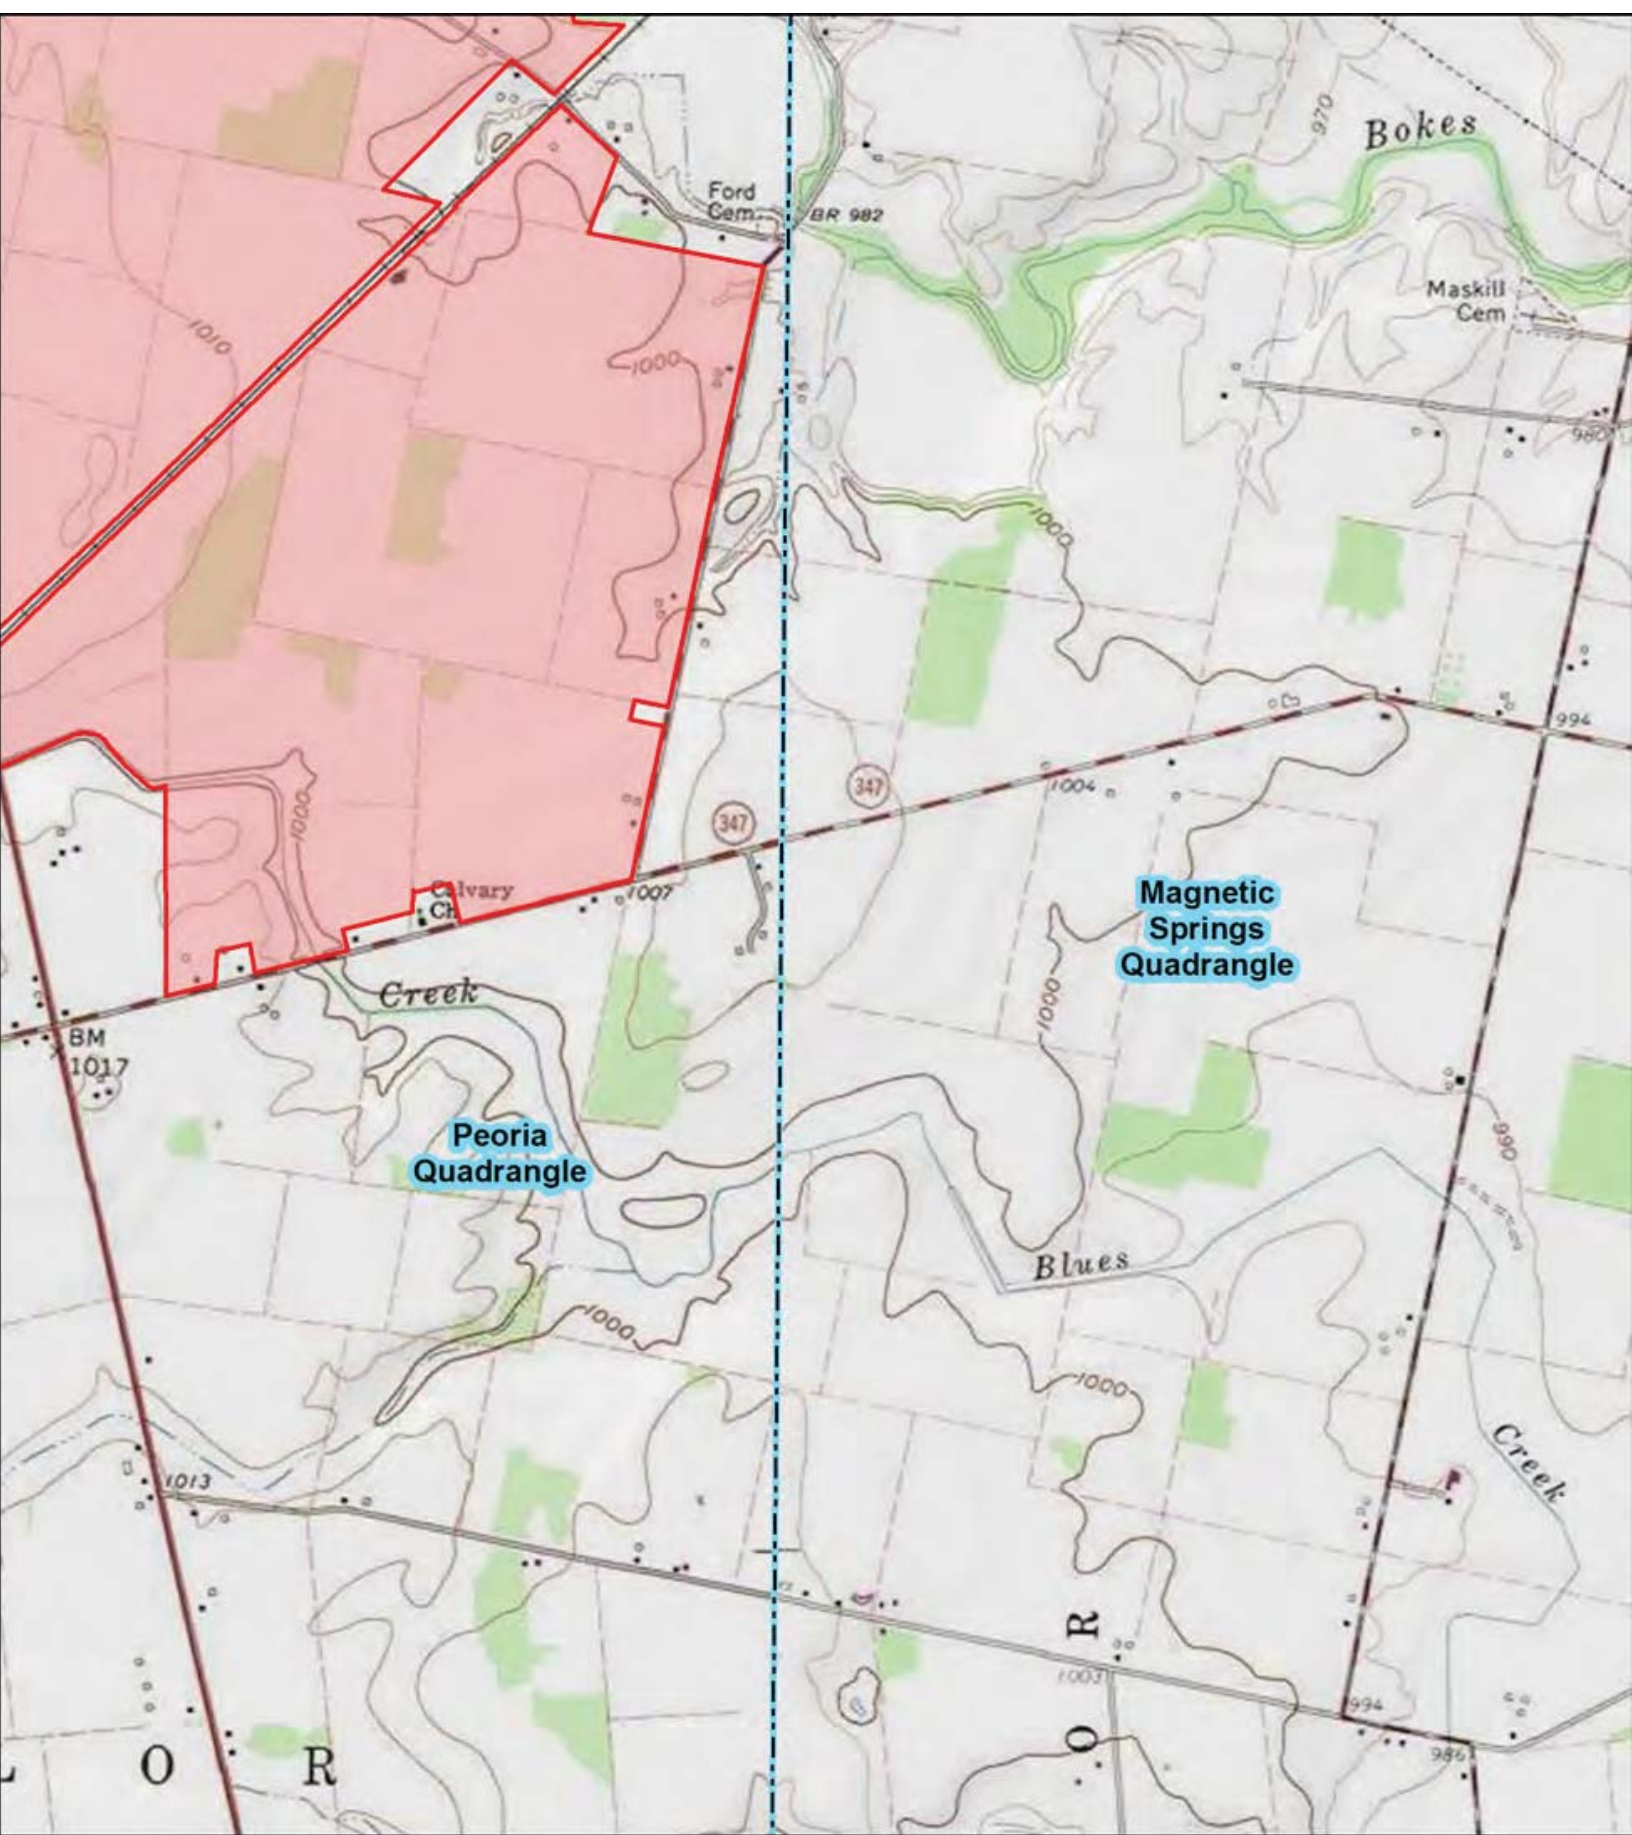 970
Bokes
Ford
Cem
BR 982
Maskill
Cem
1010
1000
980
1000
994
347
347
1004
1000
Calvary
Ch
1007
Magnetic
Springs
Quadrangle
Creek
1000
BM
1017
Peoria
Quadrangle
990
Blues
1000
1000
Creek
1013
R
1003
994
O
986
L O R